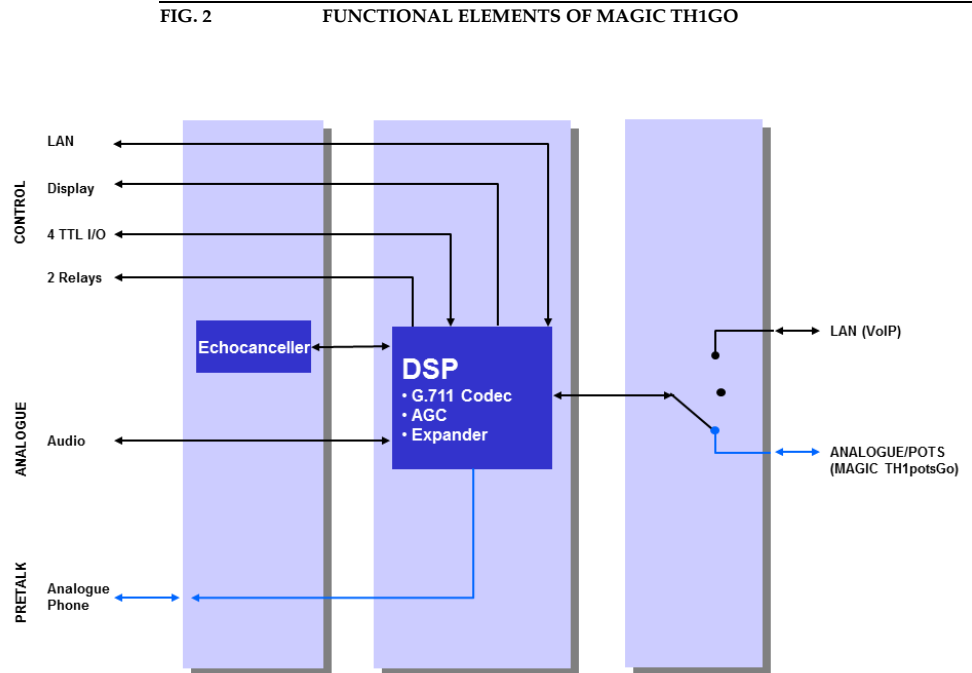 FIG. 2 FUNCTIONAL ELEMENTS OF MAGIC TH1GO
CONTROL
LAN
Display
4 TTL I/O
2 Relays
Echocanceller
DSP
• G.711 Codec
• AGC
• Expander
LAN (VoIP)
ANALOGUE
Audio
ANALOGUE/POTS
(MAGIC TH1potsGo)
PRETALK
Analogue
Phone